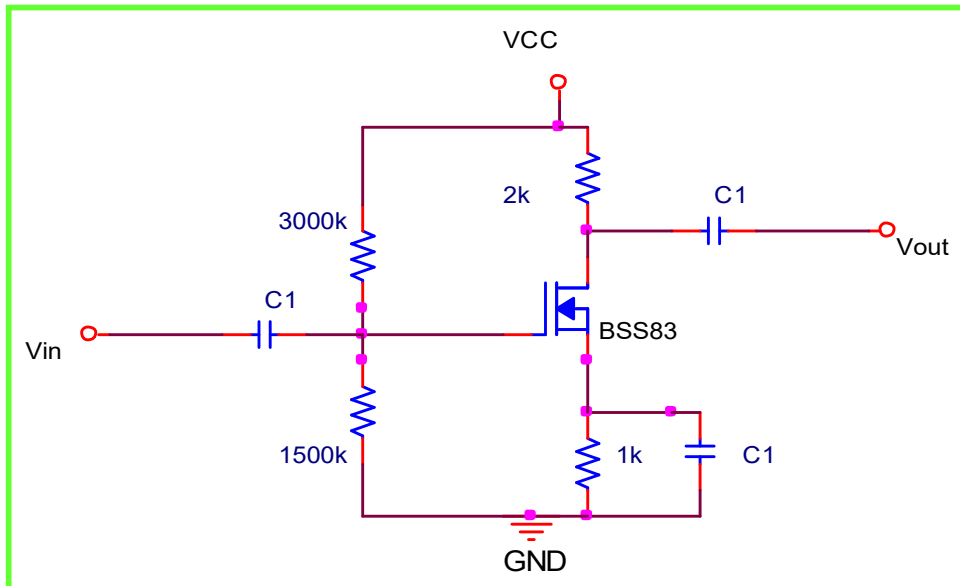 VCC
2k
C1
3000k
Vout
C1
BSS83
Vin
1500k
1k
C1
GND